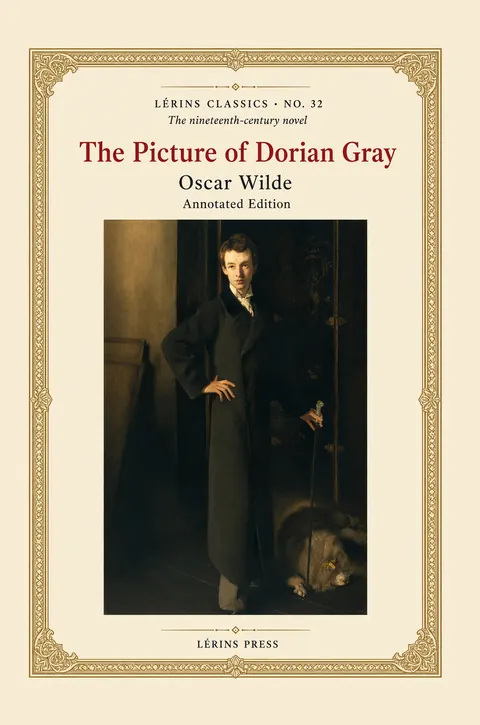 LÉRINS CLASSICS · NO. 32
The nineteenth-century novel
The Picture of Dorian Gray
Oscar Wilde
Annotated Edition
LÉRINS PRESS